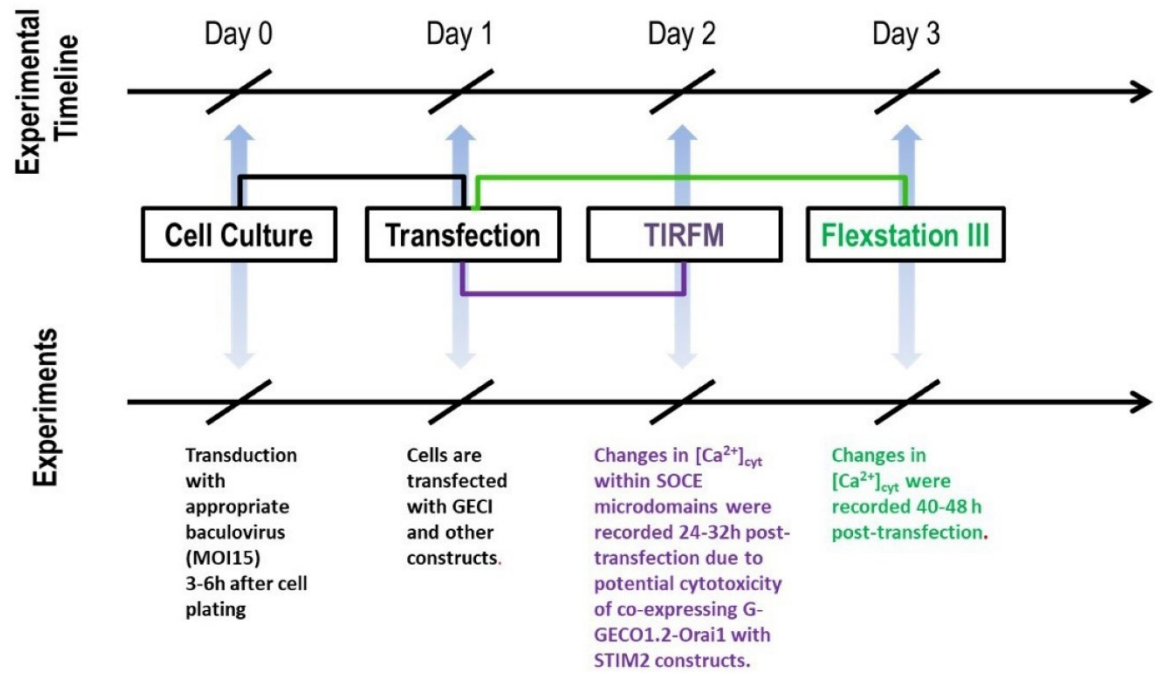 Experimental
Timeline
Day 0
Day 1
Day 2
Day 3
Cell Culture
Transfection
TIRFM
Flexstation III
Experiments
Transduction
with
appropriate
baculovirus
(MOI15)
3-6h after cell
plating
Cells are
transfected
with GECI
and other
constructs.
Changes in [Ca²⁺]cyt
within SOCE
microdomains were
recorded 24-32h post-
transfection due to
potential cytotoxicity
of co-expressing G-
GECO1.2-Orai1 with
STIM2 constructs.
Changes in
[Ca²⁺]cyt were
recorded 40-48 h
post-transfection.